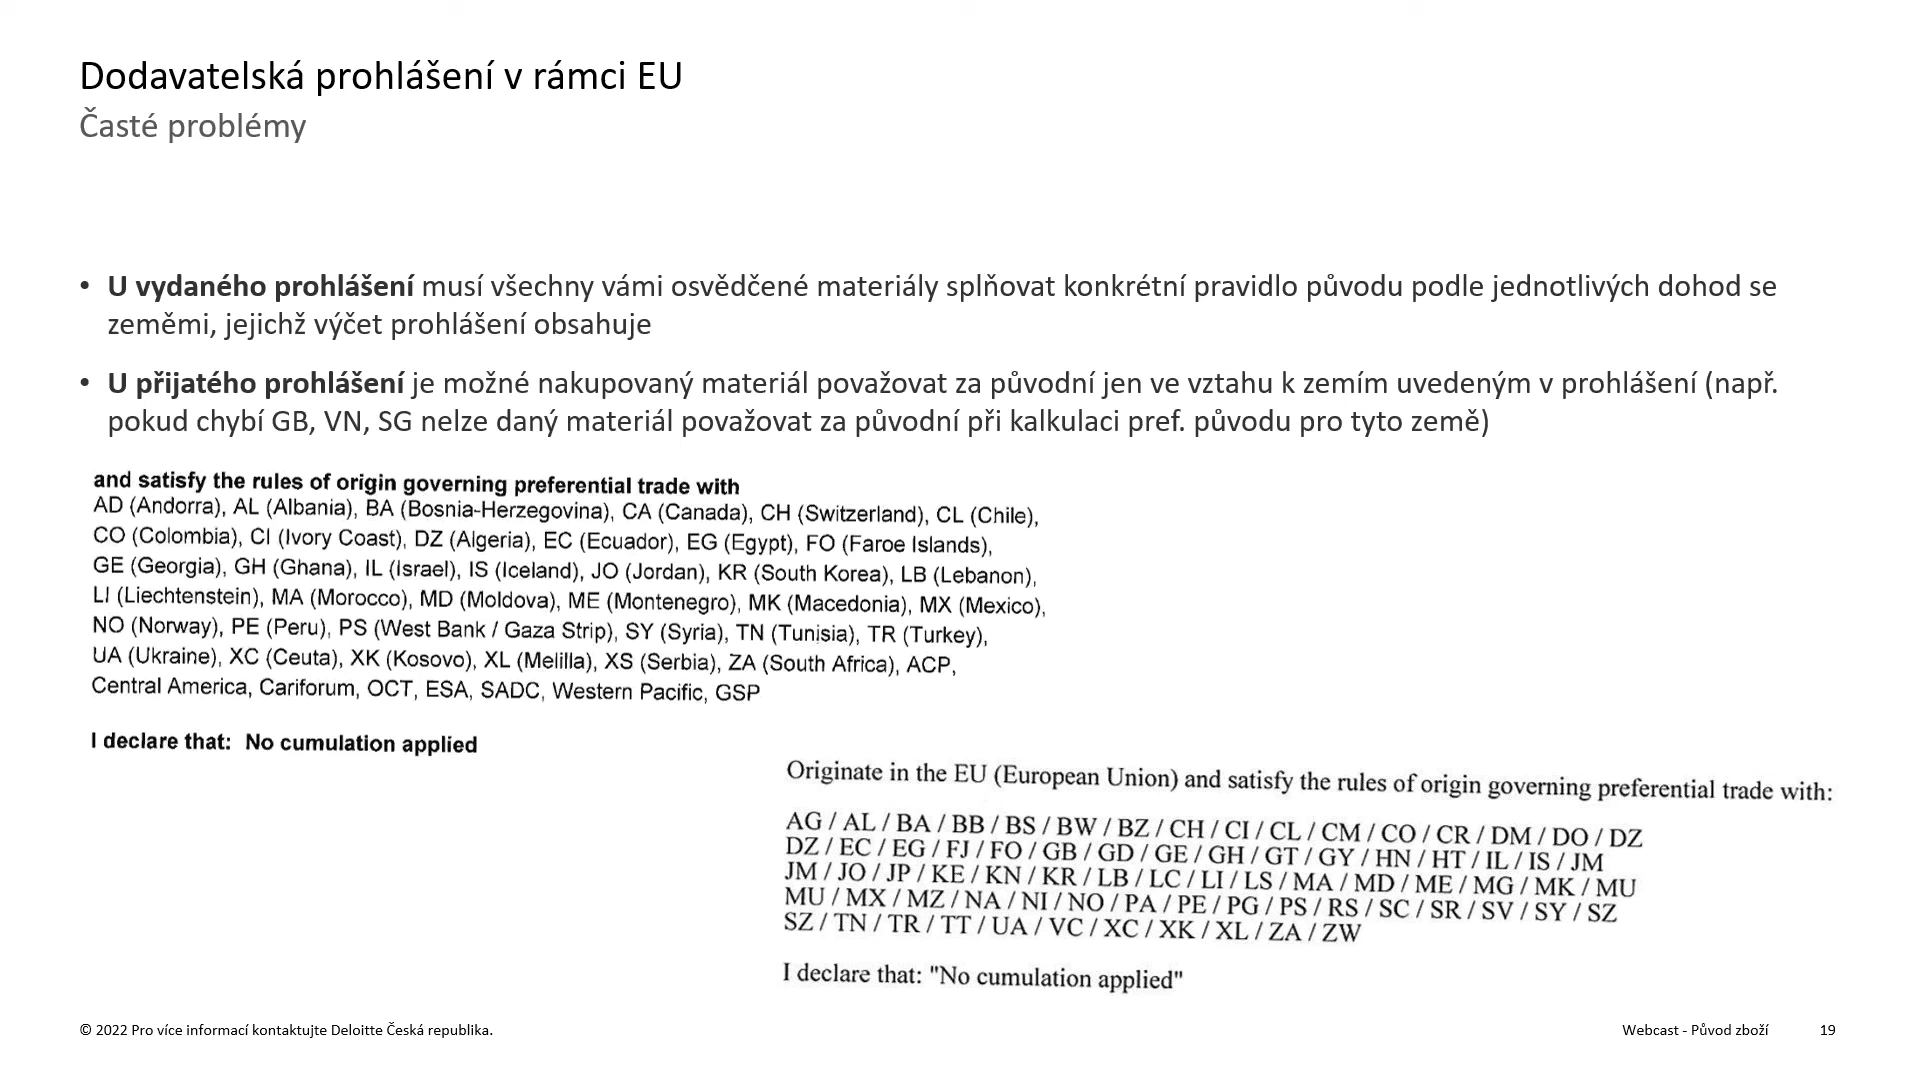 Dodavatelská prohlášení v rámci EU
Časté problémy
• U vydaného prohlášení musí všechny vámi osvědčené materiály splňovat konkrétní pravidlo původu podle jednotlivých dohod se
zeměmi, jejichž výčet prohlášení obsahuje
• U přijatého prohlášení je možné nakupovaný materiál považovat za původní jen ve vztahu k zemím uvedeným v prohlášení (např.
pokud chybí GB, VN, SG nelze daný materiál považovat za původní při kalkulaci pref. původu pro tyto země)
and satisfy the rules of origin governing preferential trade with
AD (Andorra), AL (Albania), BA (Bosnia-Herzegovina), CA (Canada), CH (Switzerland), CL (Chile),
CO (Colombia), CI (Ivory Coast), DZ (Algeria), EC (Ecuador), EG (Egypt), FO (Faroe Islands),
GE (Georgia), GH (Ghana), IL (Israel), IS (Iceland), JO (Jordan), KR (South Korea), LB (Lebanon),
LI (Liechtenstein), MA (Morocco), MD (Moldova), ME (Montenegro), MK (Macedonia), MX (Mexico),
NO (Norway), PE (Peru), PS (West Bank / Gaza Strip), SY (Syria), TN (Tunisia), TR (Turkey),
UA (Ukraine), XC (Ceuta), XK (Kosovo), XL (Melilla), XS (Serbia), ZA (South Africa), ACP,
Central America, Cariforum, OCT, ESA, SADC, Western Pacific, GSP
I declare that: No cumulation applied
Originate in the EU (European Union) and satisfy the rules of origin governing preferential trade with:
AG / AL / BA / BB / BS / BW / BZ / CH / CI / CL / CM / CO / CR / DM / DO / DZ
DZ / EC / EG / FJ / FO / GB / GD / GE / GH / GT / GY / HN / HT / IL / IS / JM
JM / JO / JP / KE / KN / KR / LB / LC / LI / LS / MA / MD / ME / MG / MK / MU
MU / MX / MZ / NA / NI / NO / PA / PE / PG / PS / RS / SC / SR / SV / SY / SZ
SZ / TN / TR / TT / UA / VC / XC / XK / XL / ZA / ZW
I declare that: "No cumulation applied"
© 2022 Pro více informací kontaktujte Deloitte Česká republika.
Webcast - Původ zboží
19